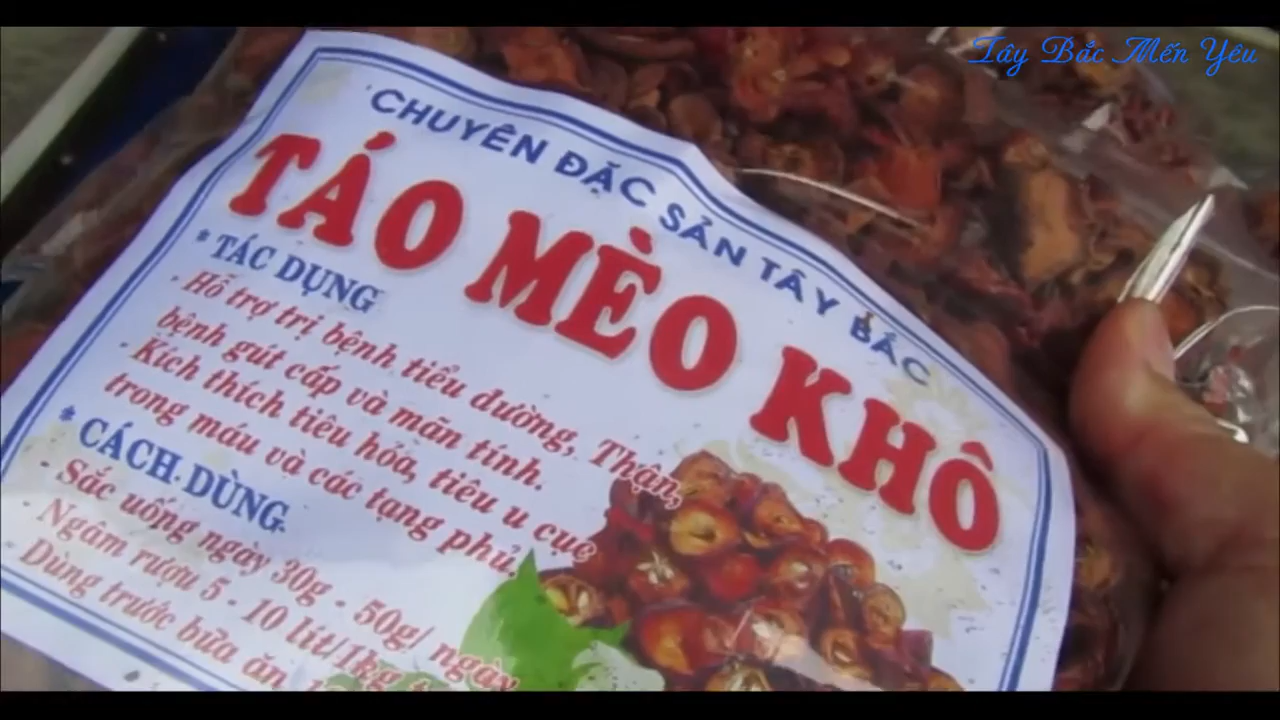 Tây Bắc Mến Yêu
CHUYÊN ĐẶC SẢN TÂY BẮC
TÁO MÈO KHÔ
* TÁC DỤNG
- Hỗ trợ trị bệnh tiểu đường, Thận,
bệnh gút cấp và mãn tính.
- Kích thích tiêu hóa, tiêu u cục
trong máu và các tạng phủ.
* CÁCH DÙNG
- Sắc uống ngày 30g - 50g/ ngày
- Ngâm rượu 5 - 10 lít/1kg
- Dùng trước bữa ăn